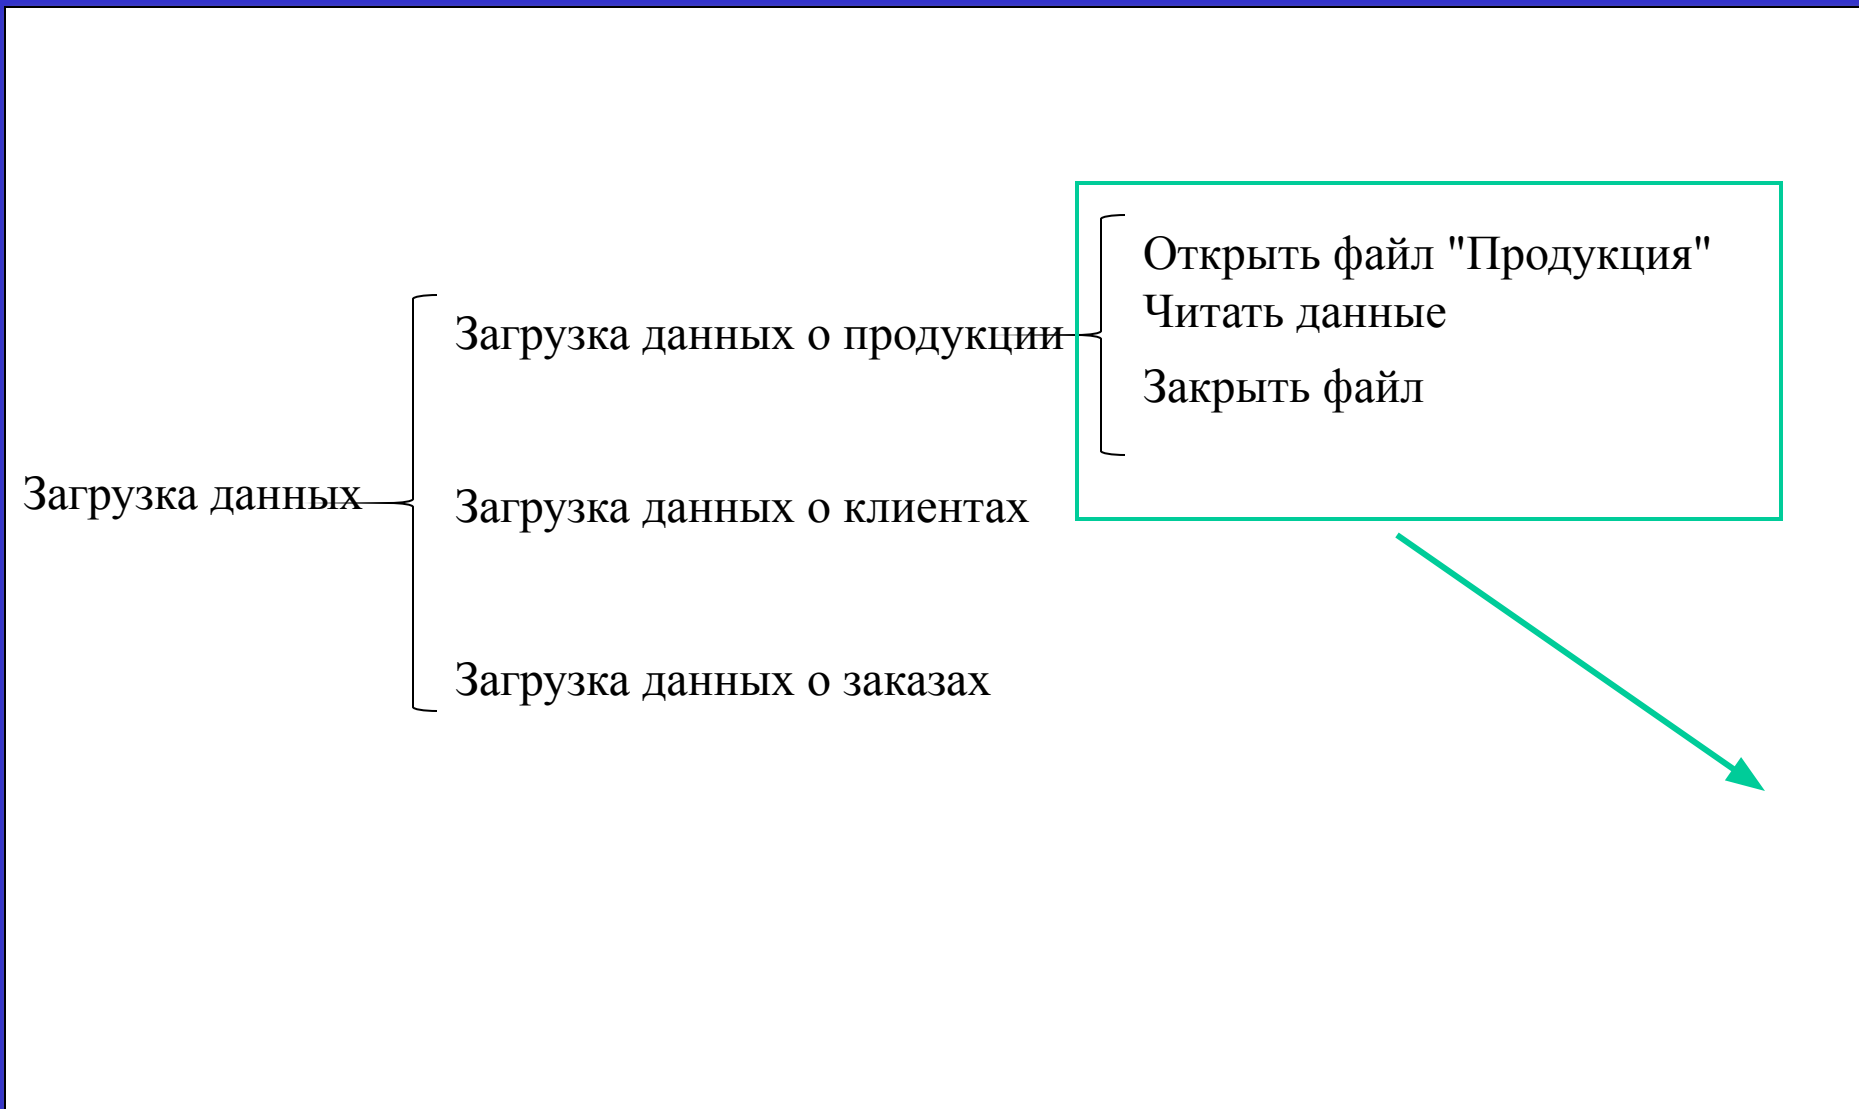 Загрузка данных
Загрузка данных о продукции
Загрузка данных о клиентах
Загрузка данных о заказах
Открыть файл "Продукция"
Читать данные
Закрыть файл